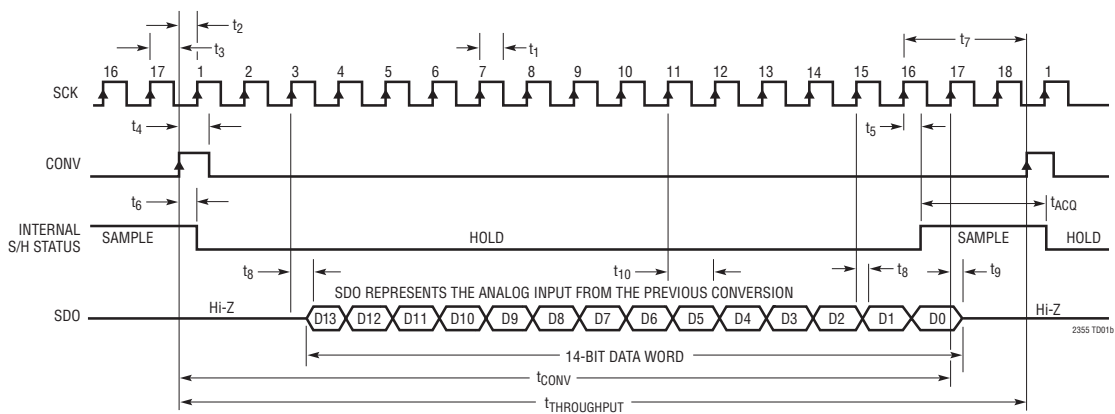 t2
t3
t1
t7
16 17 1 2 3 4 5 6 7 8 9 10 11 12 13 14 15 16 17 18 1
SCK
t4
t5
CONV
t6
tACQ
INTERNAL
S/H STATUS
SAMPLE HOLD SAMPLE HOLD
t8 t10 t8 t9
SDO REPRESENTS THE ANALOG INPUT FROM THE PREVIOUS CONVERSION
SDO Hi-Z D13 D12 D11 D10 D9 D8 D7 D6 D5 D4 D3 D2 D1 D0 Hi-Z
2355 TD01b
14-BIT DATA WORD
tCONV
tTHROUGHPUT